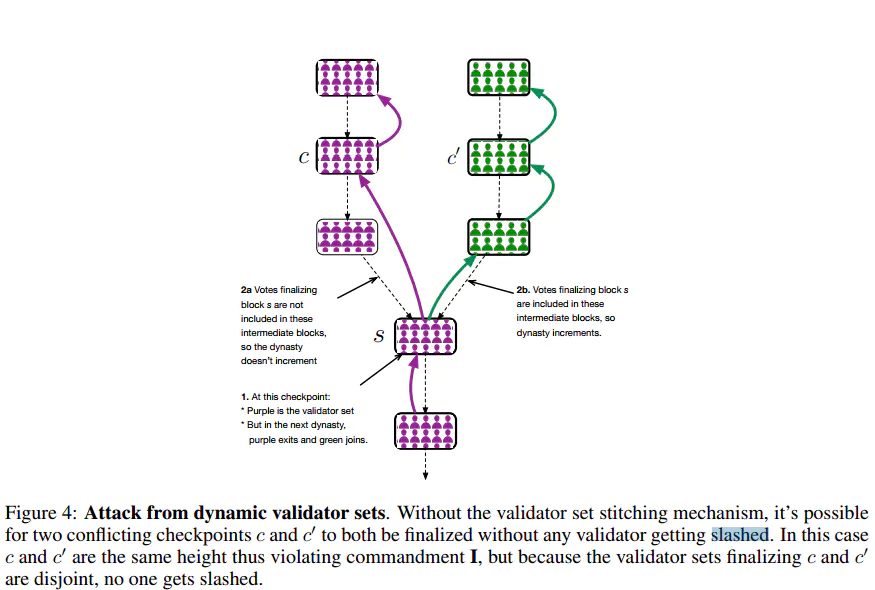 c
c′
2a Votes finalizing
block s are not
included in these
intermediate blocks,
so the dynasty
doesn't increment
2b. Votes finalizing block s
are included in these
intermediate blocks, so
dynasty increments.
s
1. At this checkpoint:
* Purple is the validator set
* But in the next dynasty,
purple exits and green joins.
Figure 4: Attack from dynamic validator sets. Without the validator set stitching mechanism, it's possible
for two conflicting checkpoints c and c′ to both be finalized without any validator getting slashed. In this case
c and c′ are the same height thus violating commandment I, but because the validator sets finalizing c and c′
are disjoint, no one gets slashed.